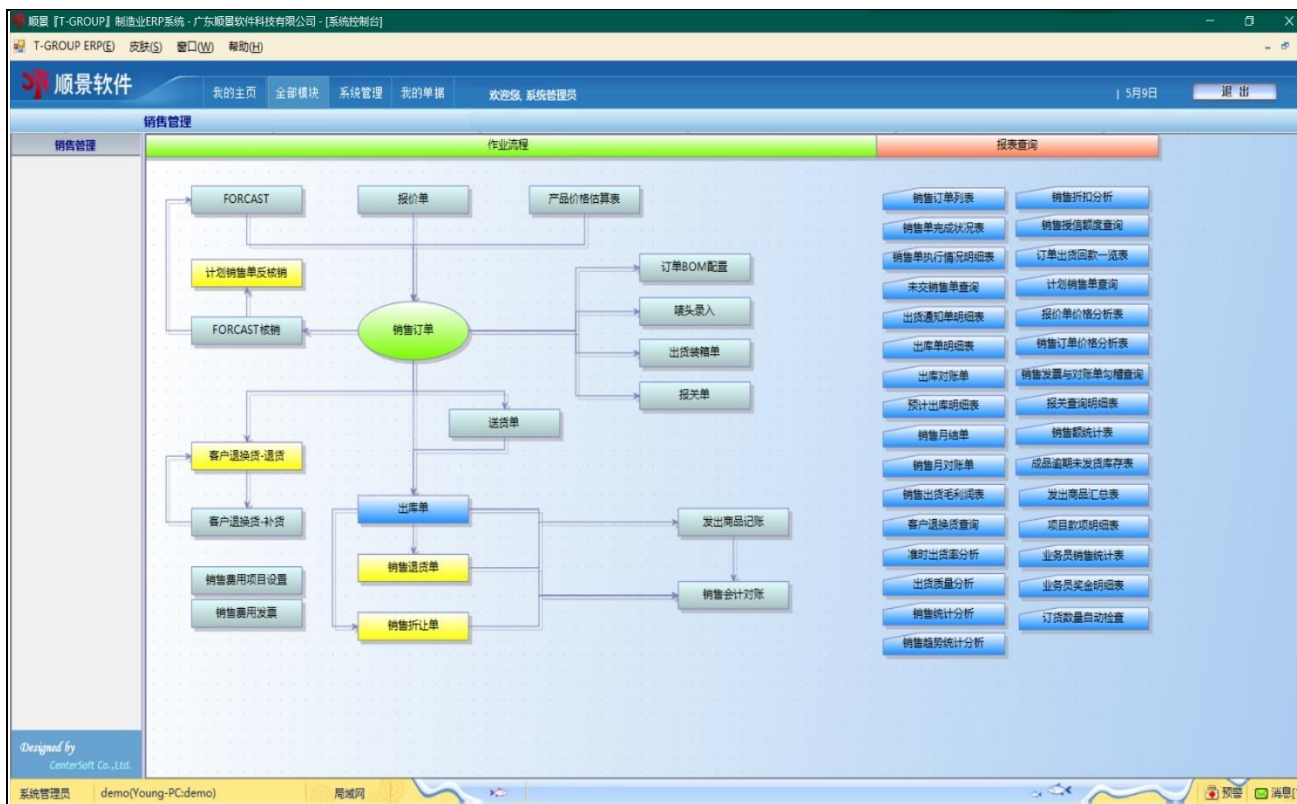 顺景『T-GROUP』制造业ERP系统 - 广东顺景软件科技有限公司 - [系统控制台]
T-GROUP ERP(E) 皮肤(S) 窗口(W) 帮助(H)
顺景软件 我的主页 全部模块 系统管理 我的单据 欢迎您, 系统管理员 | 5月9日 退 出
销售管理
销售管理 作业流程 报表查询
FORCAST 报价单 产品价格估算表
计划销售单反核销
FORCAST核销 销售订单
订单BOM配置
唛头录入
出货装箱单
报关单
送货单
客户退换货-退货
客户退换货-补货
出库单
销售退货单
销售折让单
发出商品记账
销售会计对账
销售费用项目设置
销售费用发票
销售订单列表 销售折扣分析
销售单完成状况表 销售授信额度查询
销售单执行情况明细表 订单出货回款一览表
未交销售单查询 计划销售单查询
出货通知单明细表 报价单价格分析表
出库单明细表 销售订单价格分析表
出库对账单 销售发票与对账单勾稽查询
预计出库明细表 报关查询明细表
销售月结单 销售额统计表
销售月对账单 成品逾期未发货库存表
销售出货毛利润表 发出商品汇总表
客户退换货查询 项目款项明细表
准时出货率分析 业务员销售统计表
出货质量分析 业务员奖金明细表
销售统计分析 订货数量自动检查
销售趋势统计分析
Designed by
CenterSoft Co.,Ltd.
系统管理员 demo(Young-PC:demo) 局域网 预警 消息[